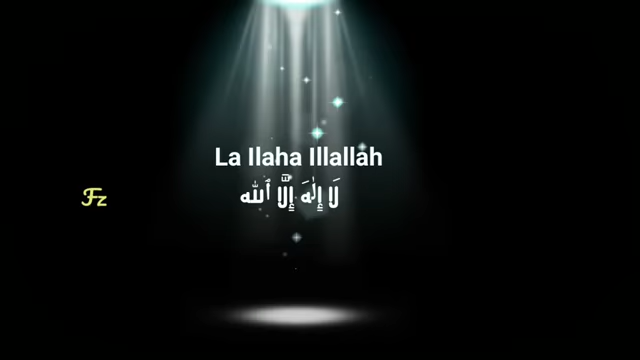 La Ilaha Illallah
لَا إِلٰهَ إِلَّا ٱللّٰه
Fz